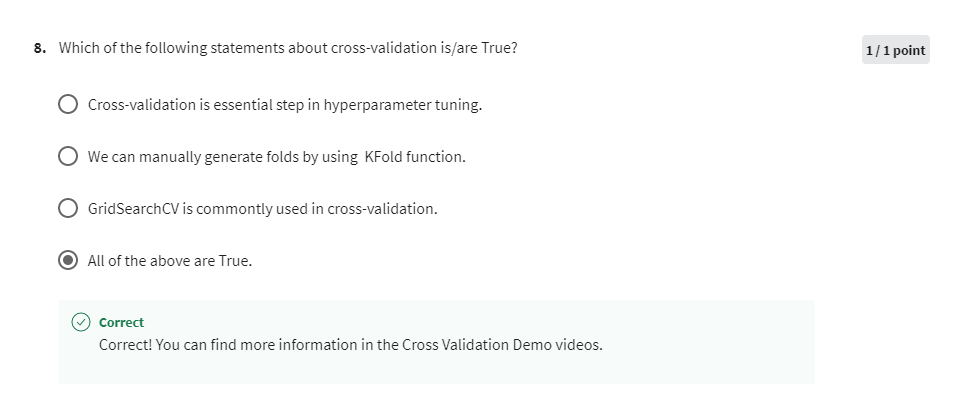 8. Which of the following statements about cross-validation is/are True?
1 / 1 point
Cross-validation is essential step in hyperparameter tuning.
We can manually generate folds by using KFold function.
GridSearchCV is commontly used in cross-validation.
All of the above are True.
Correct
Correct! You can find more information in the Cross Validation Demo videos.